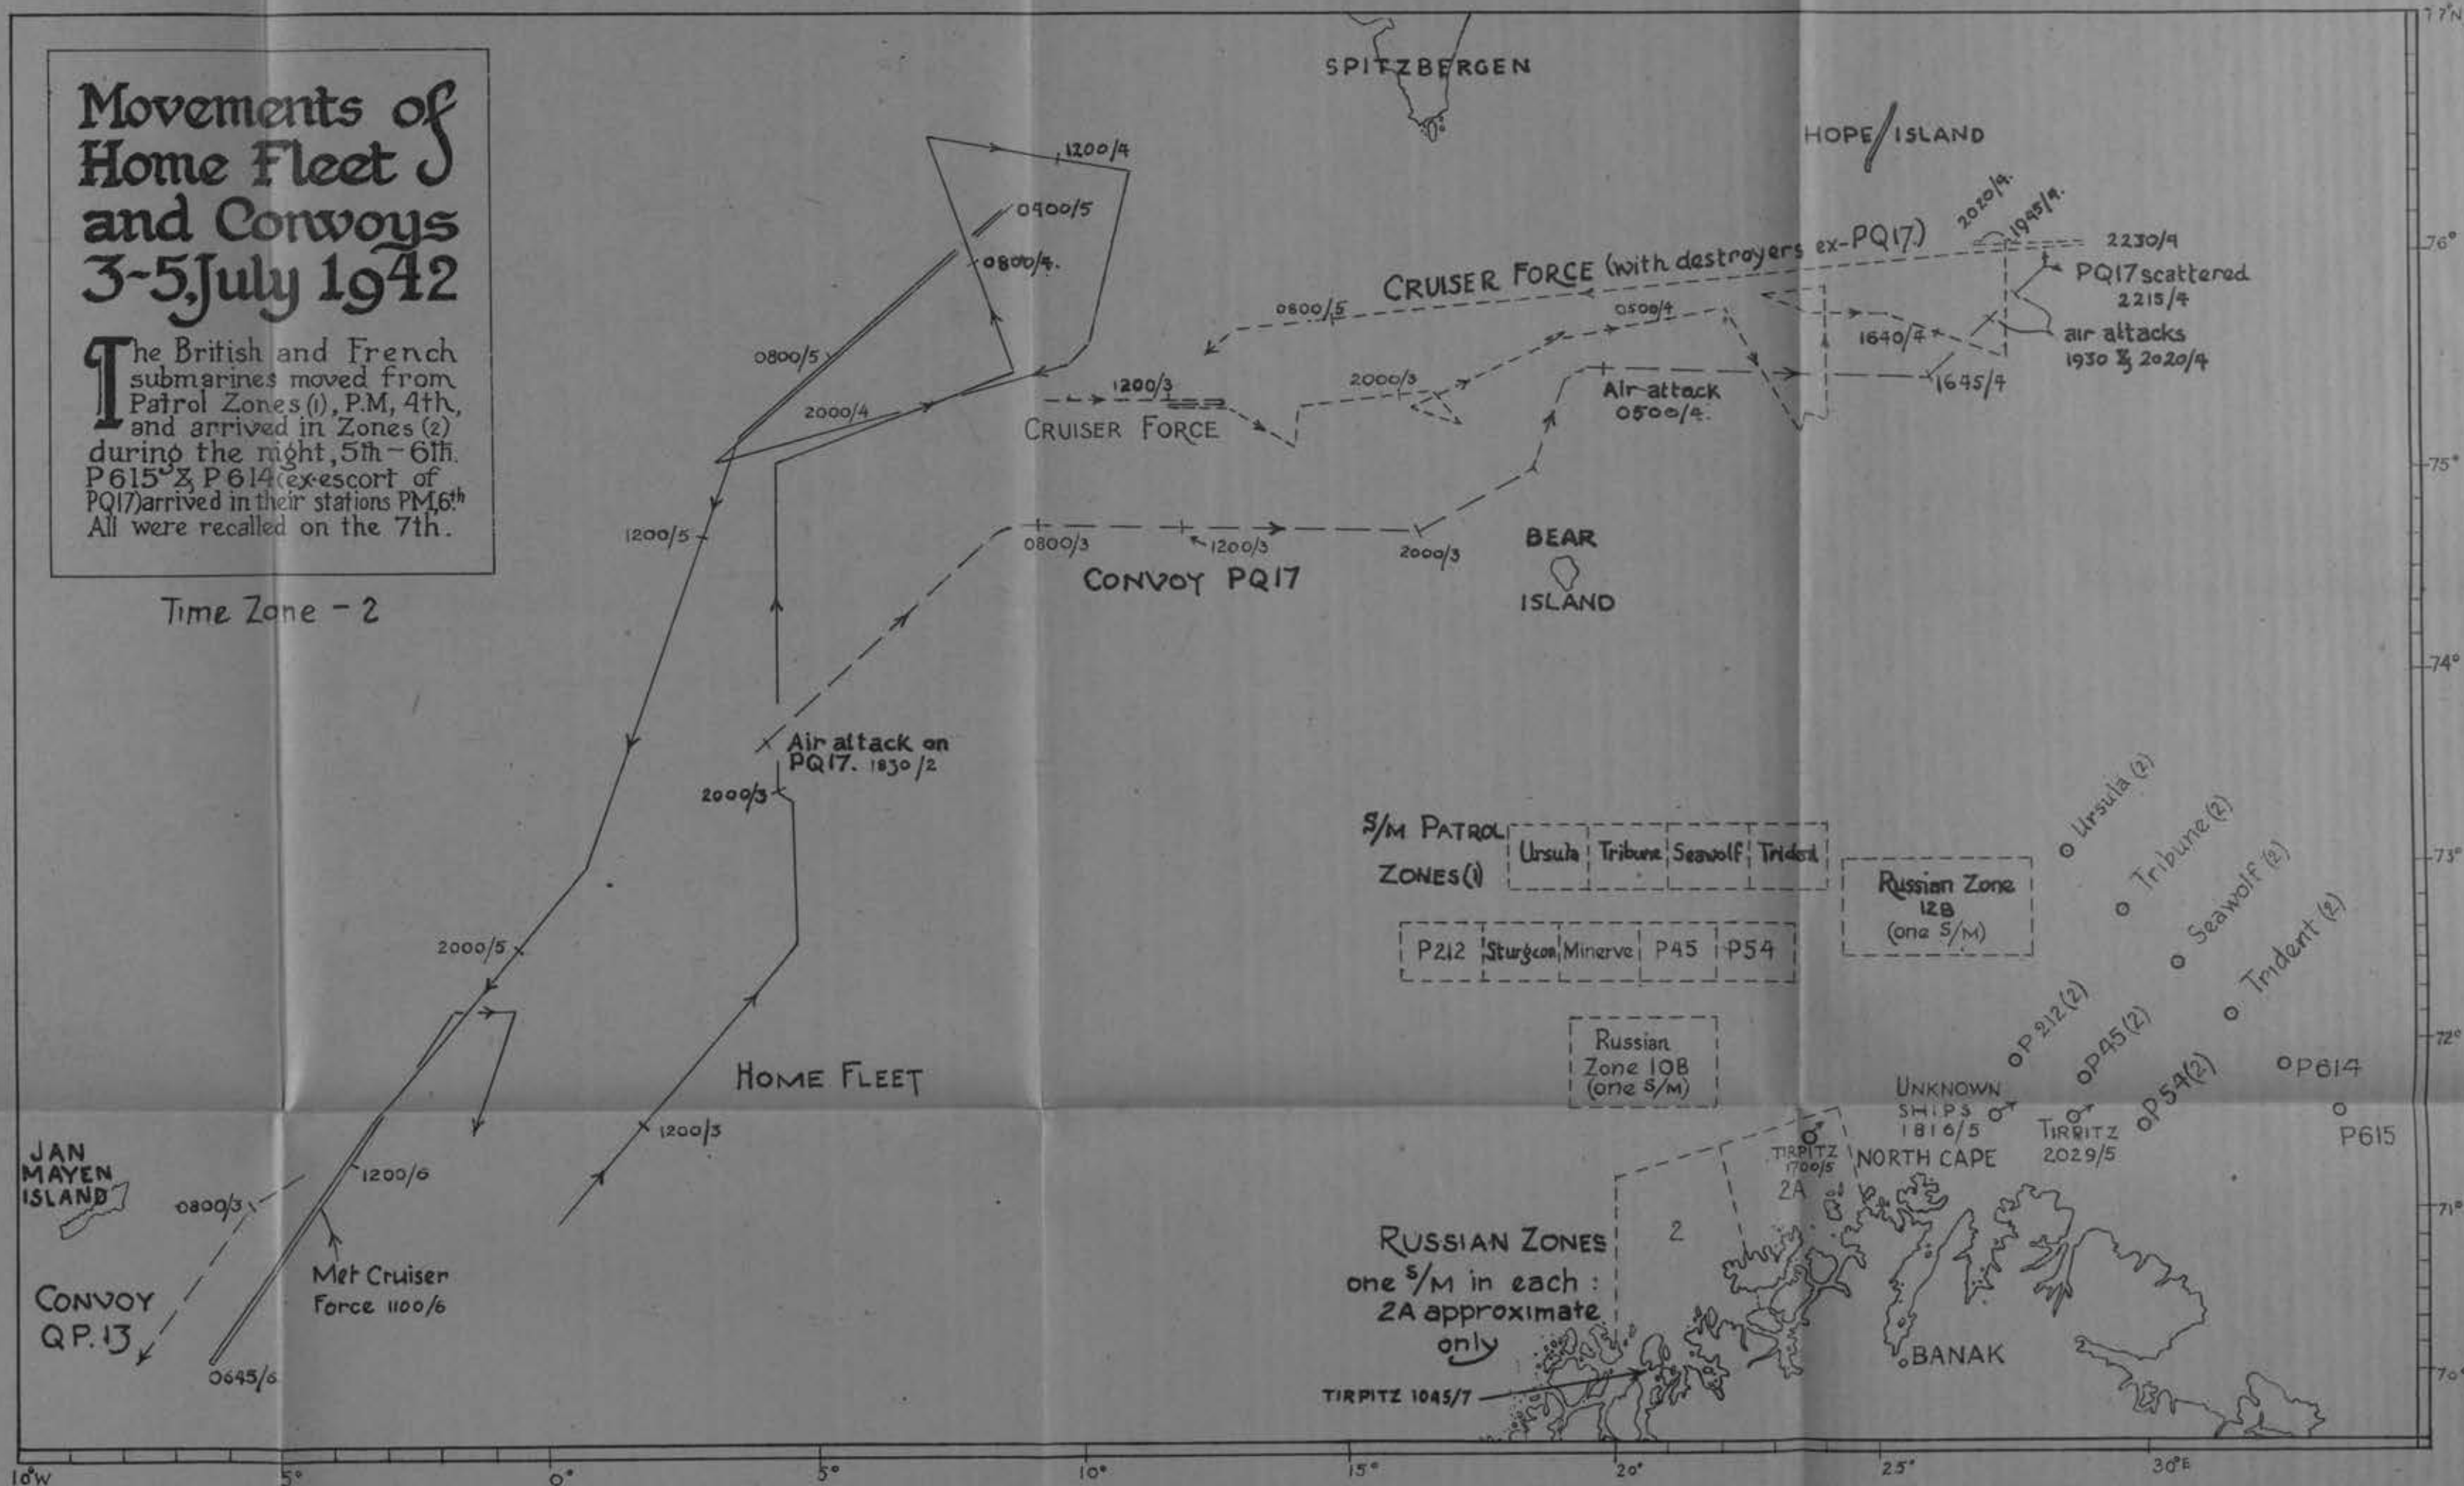 Movements of
Home Fleet
and Convoys
3-5 July 1942
The British and French
submarines moved from
Patrol Zones (1), P.M, 4th,
and arrived in Zones (2)
during the night, 5th-6th.
P615 & P614 (ex-escort of
PQ17) arrived in their stations PM, 6th
All were recalled on the 7th.
Time Zone -2
SPITZBERGEN
HOPE ISLAND
77°N
76°
75°
74°
73°
72°
71°
70°
1200/4
0900/5
0800/4.
0800/5
2000/4
1200/5
2000/5
1200/6
Met Cruiser
Force 1100/6
0645/6
JAN
MAYEN
ISLAND
0800/3
CONVOY
QP.13
HOME FLEET
1200/3
2000/3
Air attack on
PQ17. 1830/2
0800/3
1200/3
2000/3
CONVOY PQ17
BEAR
ISLAND
1200/3
CRUISER FORCE
2000/3
0500/4
Air attack
0500/4.
CRUISER FORCE (with destroyers ex-PQ17)
0800/5
1640/4
1645/4
2020/4.
1945/4.
2230/4
PQ17 scattered
2215/4
air attacks
1930 & 2020/4
S/M PATROL
ZONES (1)
Ursula
Tribune
Seawolf
Trident
P212
Sturgeon
Minerve
P45
P54
Russian Zone
12B
(one S/M)
Russian
Zone 10B
(one S/M)
Ursula (2)
Tribune (2)
Seawolf (2)
Trident (2)
P212 (2)
P45 (2)
P54 (2)
P614
P615
UNKNOWN
SHIPS
1816/5
TIRPITZ
2029/5
TIRPITZ
1700/5
2A
2
NORTH CAPE
RUSSIAN ZONES
one S/M in each :
2A approximate
only
TIRPITZ 1045/7
BANAK
10°W
5°
0°
5°
10°
15°
20°
25°
30°E